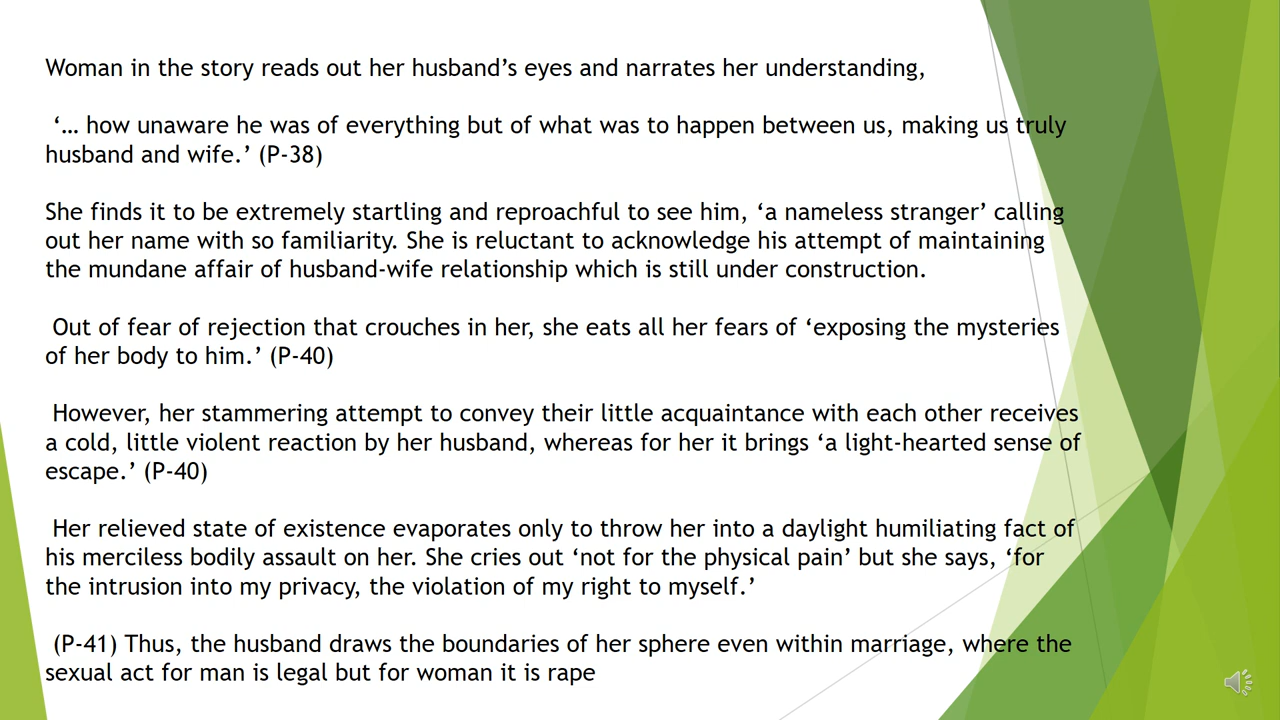 Woman in the story reads out her husband’s eyes and narrates her understanding,
‘… how unaware he was of everything but of what was to happen between us, making us truly
husband and wife.’ (P-38)
She finds it to be extremely startling and reproachful to see him, ‘a nameless stranger’ calling
out her name with so familiarity. She is reluctant to acknowledge his attempt of maintaining
the mundane affair of husband-wife relationship which is still under construction.
Out of fear of rejection that crouches in her, she eats all her fears of ‘exposing the mysteries
of her body to him.’ (P-40)
However, her stammering attempt to convey their little acquaintance with each other receives
a cold, little violent reaction by her husband, whereas for her it brings ‘a light-hearted sense of
escape.’ (P-40)
Her relieved state of existence evaporates only to throw her into a daylight humiliating fact of
his merciless bodily assault on her. She cries out ‘not for the physical pain’ but she says, ‘for
the intrusion into my privacy, the violation of my right to myself.’
(P-41) Thus, the husband draws the boundaries of her sphere even within marriage, where the
sexual act for man is legal but for woman it is rape